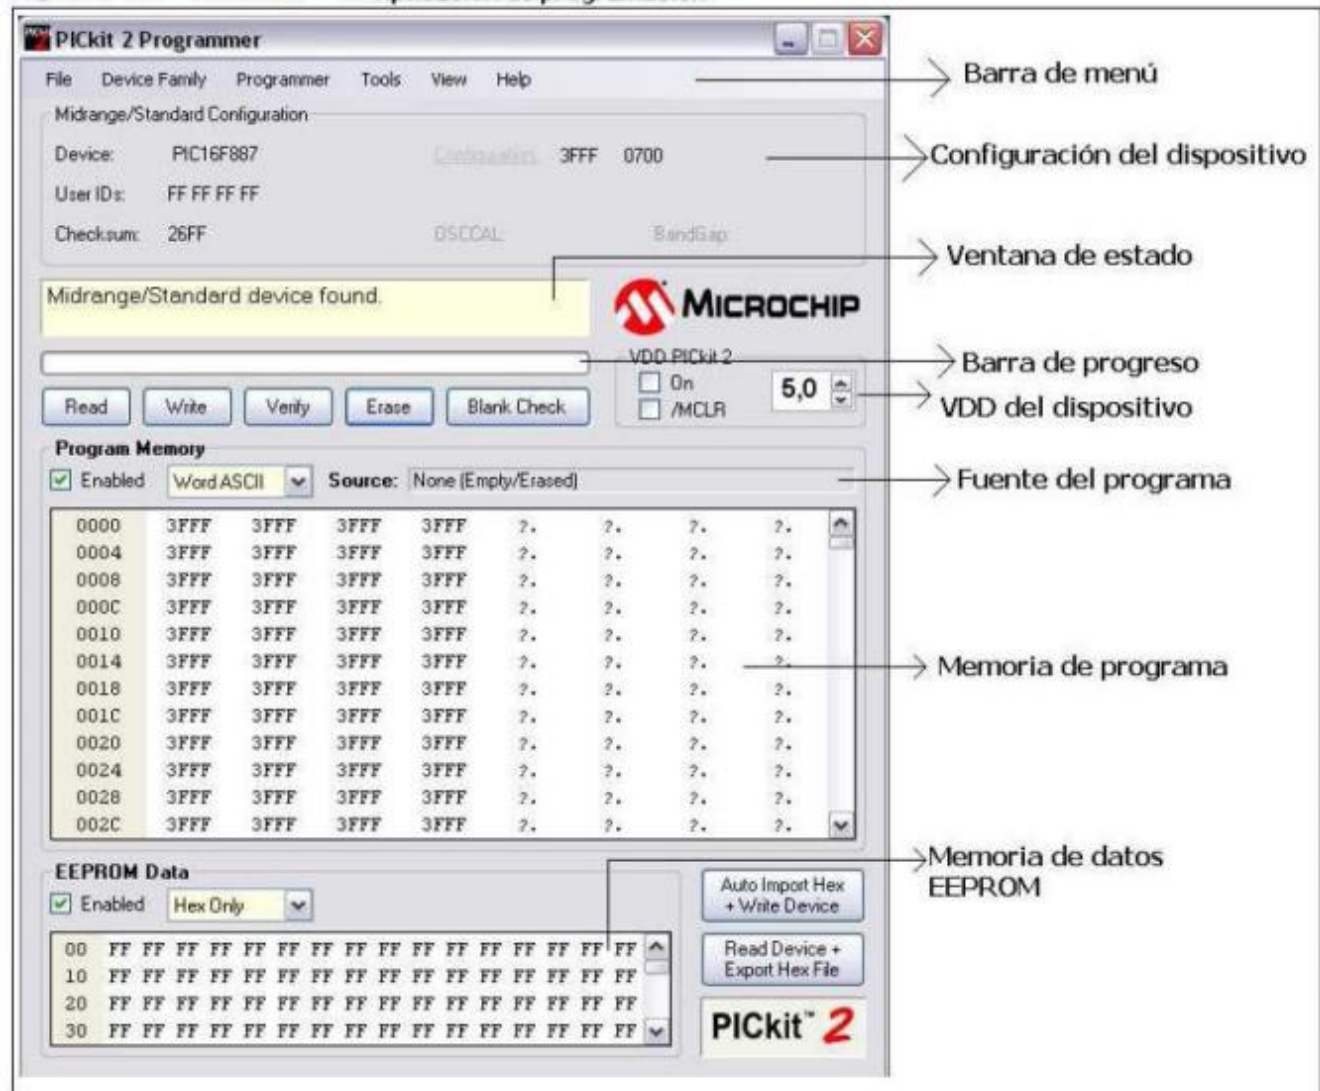 PICkit 2 Programmer
File Device Family Programmer Tools View Help
Barra de menú
Midrange/Standard Configuration
Device: PIC16F887 Configuration: 3FFF 0700
Configuración del dispositivo
User IDs: FF FF FF FF
Checksum: 26FF OSCCAL: BandGap:
Ventana de estado
Midrange/Standard device found.
MICROCHIP
VDD PICkit 2
Barra de progreso
On
/MCLR
5,0
VDD del dispositivo
Read Write Verify Erase Blank Check
Program Memory
Enabled Word ASCII Source: None (Empty/Erased)
Fuente del programa
0000 3FFF 3FFF 3FFF 3FFF ?. ?. ?. ?.
0004 3FFF 3FFF 3FFF 3FFF ?. ?. ?. ?.
0008 3FFF 3FFF 3FFF 3FFF ?. ?. ?. ?.
000C 3FFF 3FFF 3FFF 3FFF ?. ?. ?. ?.
0010 3FFF 3FFF 3FFF 3FFF ?. ?. ?. ?.
0014 3FFF 3FFF 3FFF 3FFF ?. ?. ?. ?.
Memoria de programa
0018 3FFF 3FFF 3FFF 3FFF ?. ?. ?. ?.
001C 3FFF 3FFF 3FFF 3FFF ?. ?. ?. ?.
0020 3FFF 3FFF 3FFF 3FFF ?. ?. ?. ?.
0024 3FFF 3FFF 3FFF 3FFF ?. ?. ?. ?.
0028 3FFF 3FFF 3FFF 3FFF ?. ?. ?. ?.
002C 3FFF 3FFF 3FFF 3FFF ?. ?. ?. ?.
EEPROM Data
Memoria de datos
EEPROM
Enabled Hex Only
Auto Import Hex
+ Write Device
00 FF FF FF FF FF FF FF FF FF FF FF FF FF FF FF FF
10 FF FF FF FF FF FF FF FF FF FF FF FF FF FF FF FF
20 FF FF FF FF FF FF FF FF FF FF FF FF FF FF FF FF
30 FF FF FF FF FF FF FF FF FF FF FF FF FF FF FF FF
Read Device +
Export Hex File
PICkit™ 2